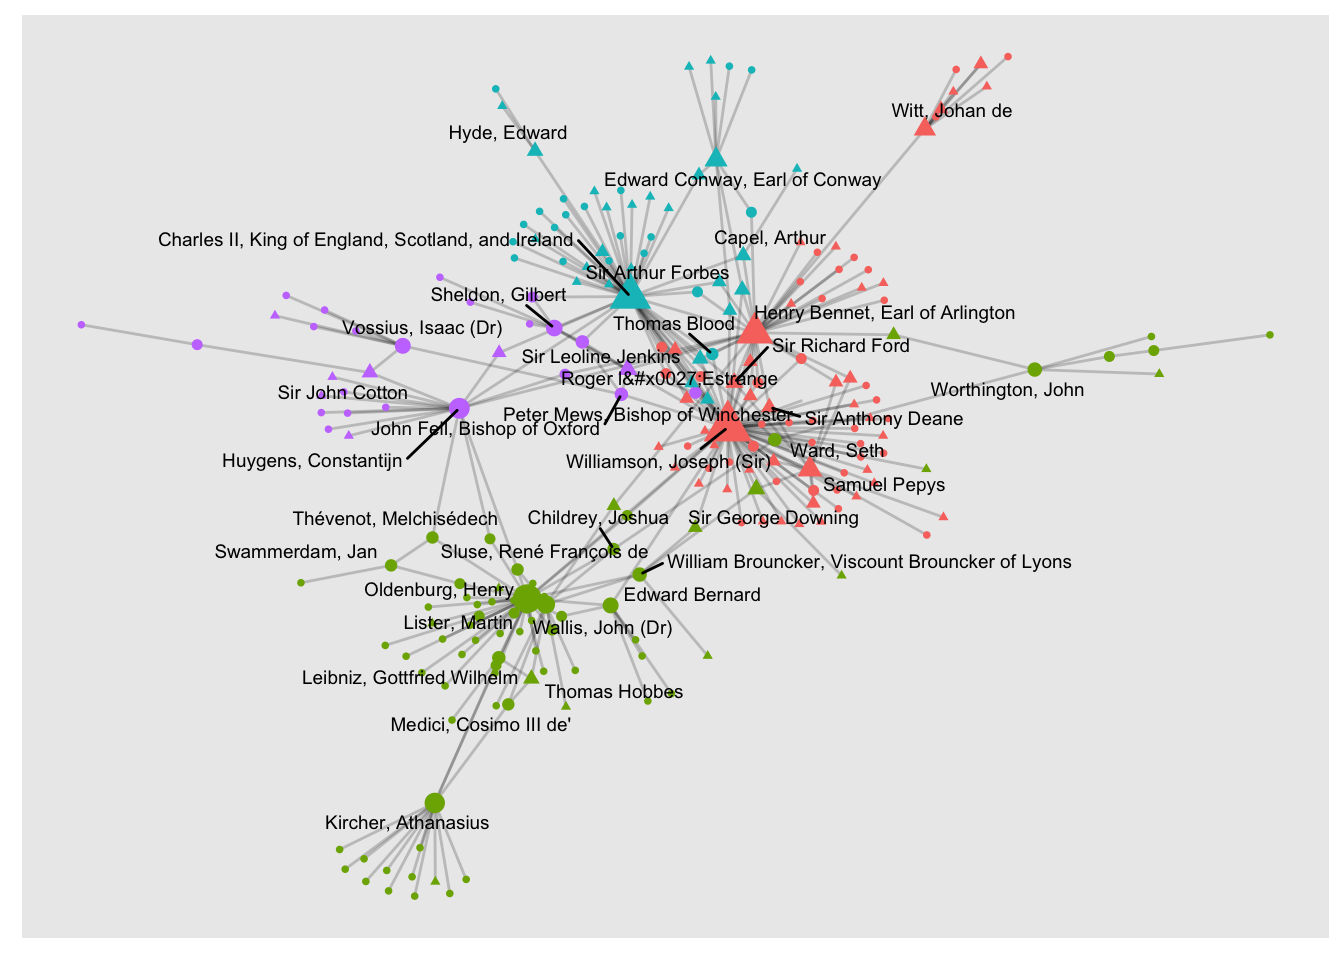 Witt, Johan de
Hyde, Edward
Edward Conway, Earl of Conway
Charles II, King of England, Scotland, and Ireland
Capel, Arthur
Sir Arthur Forbes
Sheldon, Gilbert
Henry Bennet, Earl of Arlington
Vossius, Isaac (Dr)
Thomas Blood
Sir Richard Ford
Sir Leoline Jenkins
Roger l&#x0027;Estrange
Sir John Cotton
Worthington, John
Peter Mews, Bishop of Winchester
Sir Anthony Deane
John Fell, Bishop of Oxford
Ward, Seth
Huygens, Constantijn
Williamson, Joseph (Sir)
Samuel Pepys
Thévenot, Melchisédech
Childrey, Joshua
Sir George Downing
Swammerdam, Jan
Sluse, René François de
William Brouncker, Viscount Brouncker of Lyons
Oldenburg, Henry
Edward Bernard
Lister, Martin
Wallis, John (Dr)
Leibniz, Gottfried Wilhelm
Thomas Hobbes
Medici, Cosimo III de'
Kircher, Athanasius